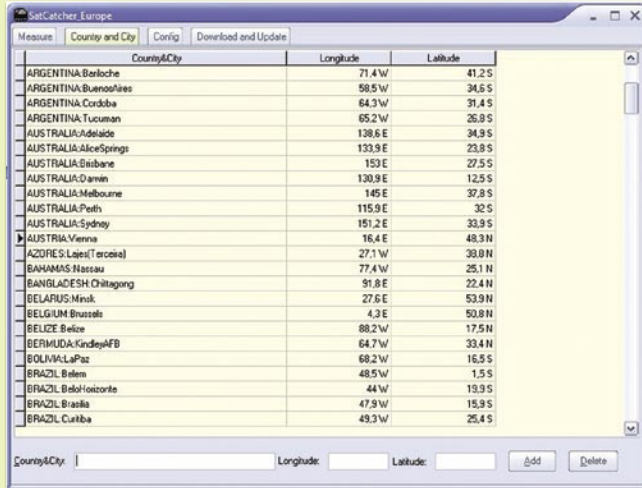 SatCatcher_Europe
Measure Country and City Config Download and Update
Country&City Longitude Latitude
ARGENTINA:Bariloche 71,4 W 41,2 S
ARGENTINA:BuenosAires 58,5 W 34,6 S
ARGENTINA:Cordoba 64,3 W 31,4 S
ARGENTINA:Tucuman 65,2 W 26,8 S
AUSTRALIA:Adelaide 138,6 E 34,9 S
AUSTRALIA:AliceSprings 133,9 E 23,8 S
AUSTRALIA:Brisbane 153 E 27,5 S
AUSTRALIA:Darwin 130,9 E 12,5 S
AUSTRALIA:Melbourne 145 E 37,8 S
AUSTRALIA:Perth 115,9 E 32 S
AUSTRALIA:Sydney 151,2 E 33,9 S
AUSTRIA:Vienna 16,4 E 48,3 N
AZORES:Lajes(Terceira) 27,1 W 38,8 N
BAHAMAS:Nassau 77,4 W 25,1 N
BANGLADESH:Chittagong 91,8 E 22,4 N
BELARUS:Minsk 27,6 E 53,9 N
BELGIUM:Brussels 4,3 E 50,8 N
BELIZE:Belize 88,2 W 17,5 N
BERMUDA:KindleyAFB 64,7 W 33,4 N
BOLIVIA:LaPaz 68,2 W 16,5 S
BRAZIL:Belem 48,5 W 1,5 S
BRAZIL:BeloHorizonte 44 W 19,9 S
BRAZIL:Brasilia 47,9 W 15,9 S
BRAZIL:Curitiba 49,3 W 25,4 S
Country&City: Longitude: Latitude: Add Delete